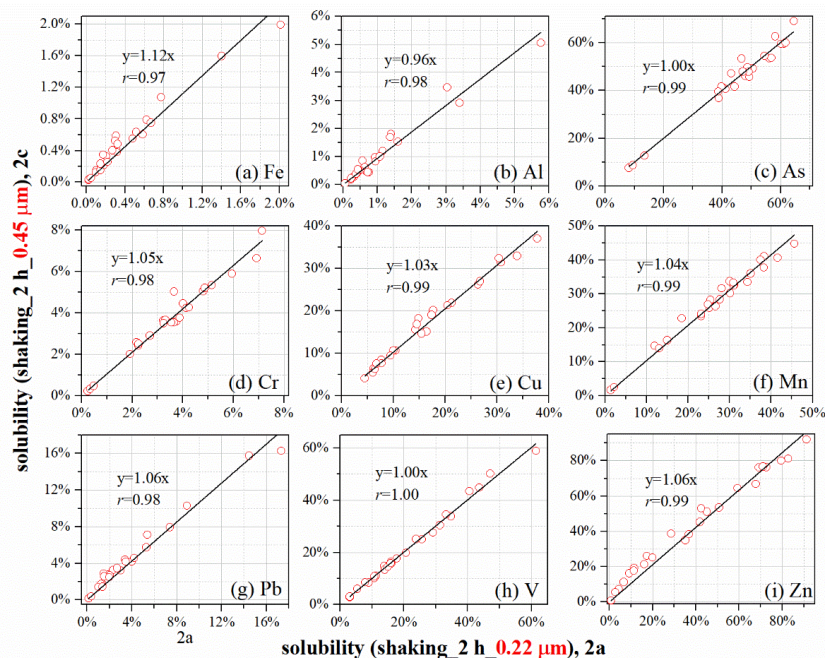 solubility (shaking_2 h_0.45 μm), 2c
2.0%
1.6%
1.2%
0.8%
0.4%
0.0%
y=1.12x
r=0.97
(a) Fe
0.0% 0.4% 0.8% 1.2% 1.6% 2.0%
6%
5%
4%
3%
2%
1%
0%
y=0.96x
r=0.98
(b) Al
0% 1% 2% 3% 4% 5% 6%
60%
40%
20%
0%
y=1.00x
r=0.99
(c) As
0% 20% 40% 60%
8%
6%
4%
2%
0%
y=1.05x
r=0.98
(d) Cr
0% 2% 4% 6% 8%
40%
30%
20%
10%
0%
y=1.03x
r=0.99
(e) Cu
0% 10% 20% 30% 40%
50%
40%
30%
20%
10%
0%
y=1.04x
r=0.99
(f) Mn
0% 10% 20% 30% 40% 50%
16%
12%
8%
4%
0%
y=1.06x
r=0.98
(g) Pb
0% 4% 8% 12% 16%
2a
60%
40%
20%
0%
y=1.00x
r=1.00
(h) V
0% 20% 40% 60%
80%
60%
40%
20%
0%
y=1.06x
r=0.99
(i) Zn
0% 20% 40% 60% 80%
solubility (shaking_2 h_0.22 μm), 2a